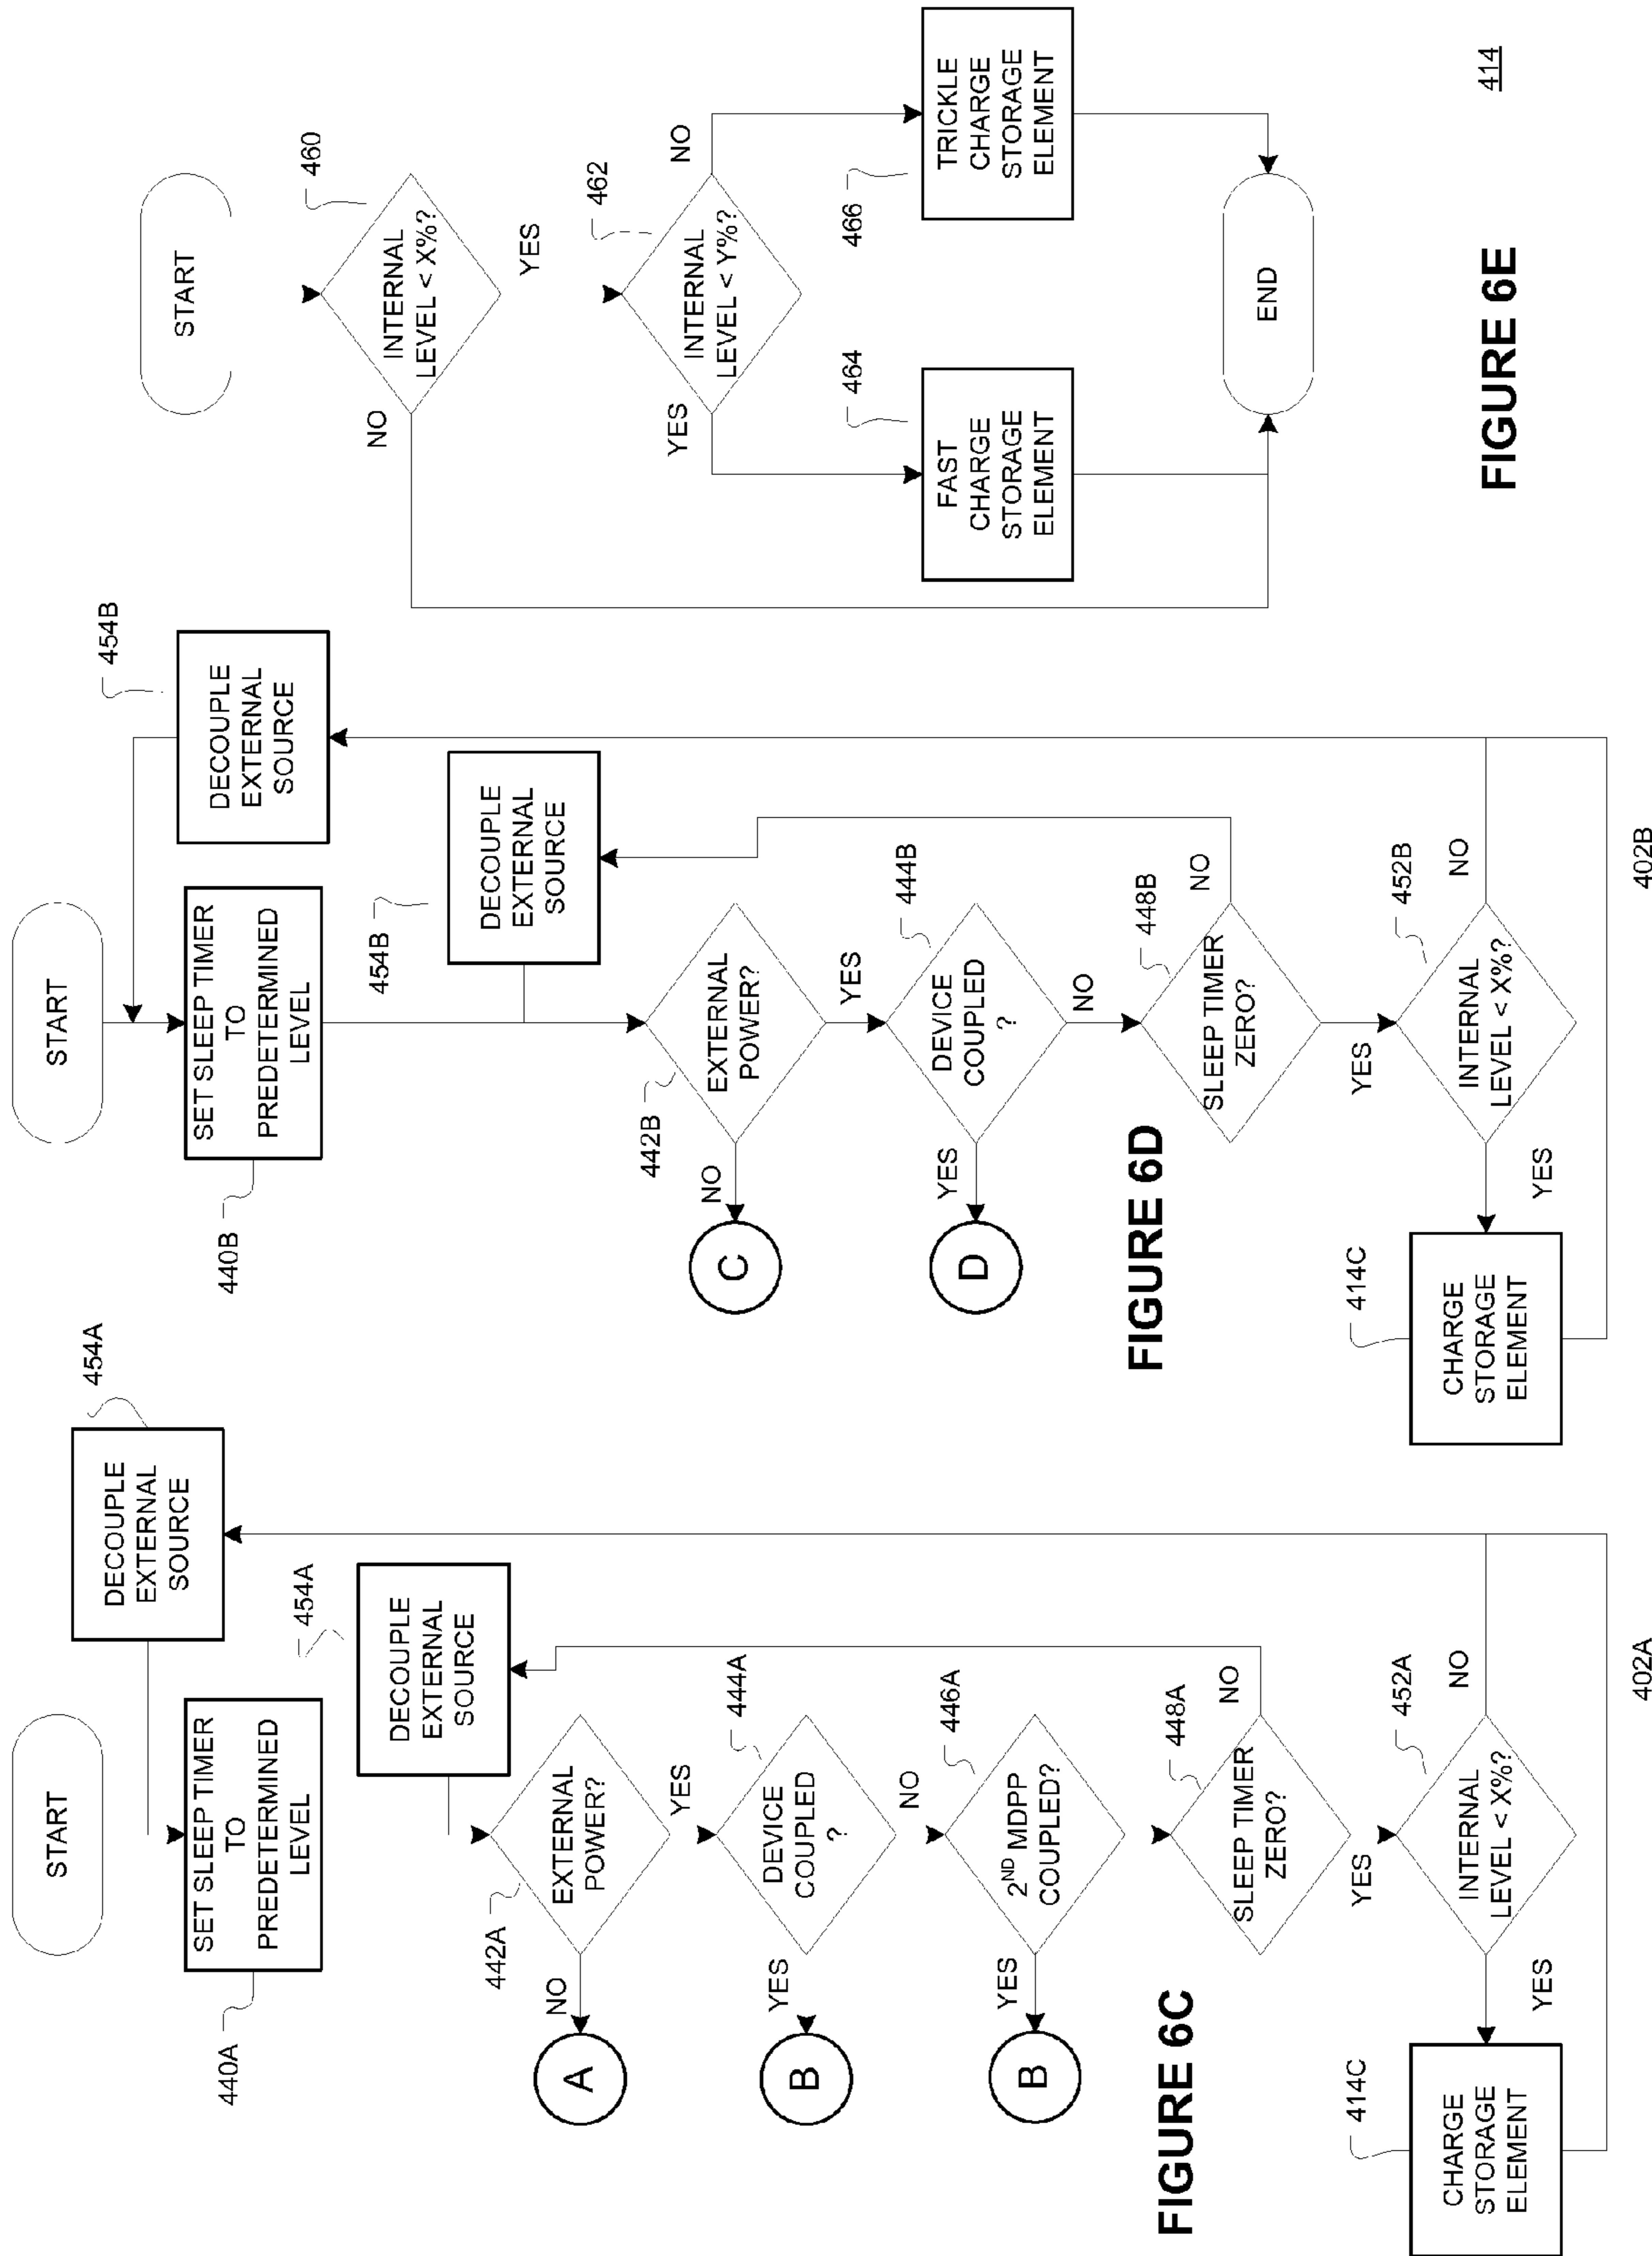 START
SET SLEEP TIMER
TO
PREDETERMINED
LEVEL
440A
DECOUPLE
EXTERNAL
SOURCE
454A
DECOUPLE
EXTERNAL
SOURCE
454A
EXTERNAL
POWER?
442A
NO
A
YES
DEVICE
COUPLED
?
444A
YES
B
NO
2ND MDPP
COUPLED?
446A
YES
B
SLEEP TIMER
ZERO?
448A
NO
YES
INTERNAL
LEVEL < X%?
452A
NO
YES
CHARGE
STORAGE
ELEMENT
414C
402A
FIGURE 6C
START
SET SLEEP TIMER
TO
PREDETERMINED
LEVEL
440B
DECOUPLE
EXTERNAL
SOURCE
454B
DECOUPLE
EXTERNAL
SOURCE
454B
EXTERNAL
POWER?
442B
NO
C
YES
DEVICE
COUPLED
?
444B
YES
D
NO
SLEEP TIMER
ZERO?
448B
NO
YES
INTERNAL
LEVEL < X%?
452B
NO
YES
CHARGE
STORAGE
ELEMENT
414C
402B
FIGURE 6D
START
INTERNAL
LEVEL < X%?
460
NO
YES
INTERNAL
LEVEL < Y%?
462
YES
NO
FAST
CHARGE
STORAGE
ELEMENT
464
TRICKLE
CHARGE
STORAGE
ELEMENT
466
END
414
FIGURE 6E